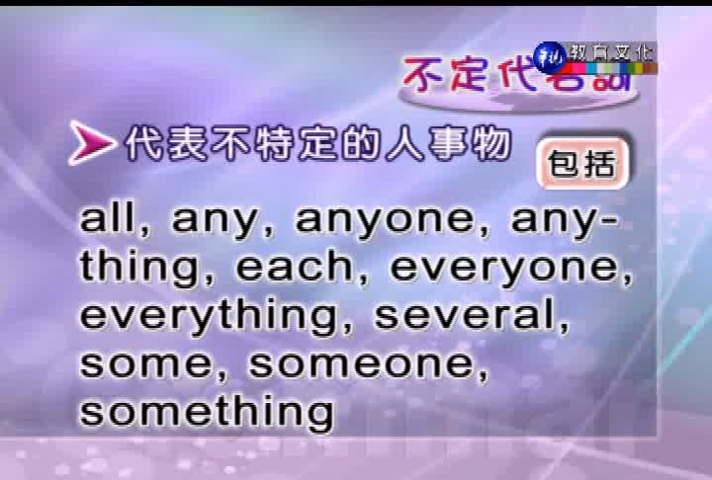 教育文化
不定代名詞
代表不特定的人事物
包括
all, any, anyone, any-
thing, each, everyone,
everything, several,
some, someone,
something